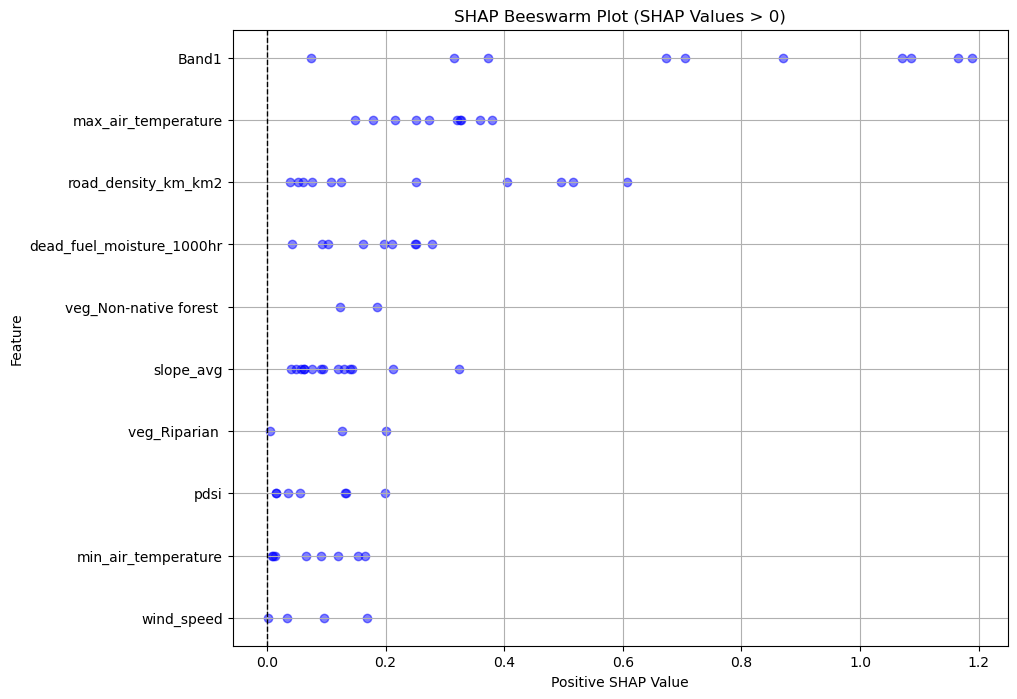 SHAP Beeswarm Plot (SHAP Values > 0)
Band1
max_air_temperature
road_density_km_km2
dead_fuel_moisture_1000hr
veg_Non-native forest
slope_avg
veg_Riparian
pdsi
min_air_temperature
wind_speed
Feature
0.0 0.2 0.4 0.6 0.8 1.0 1.2
Positive SHAP Value